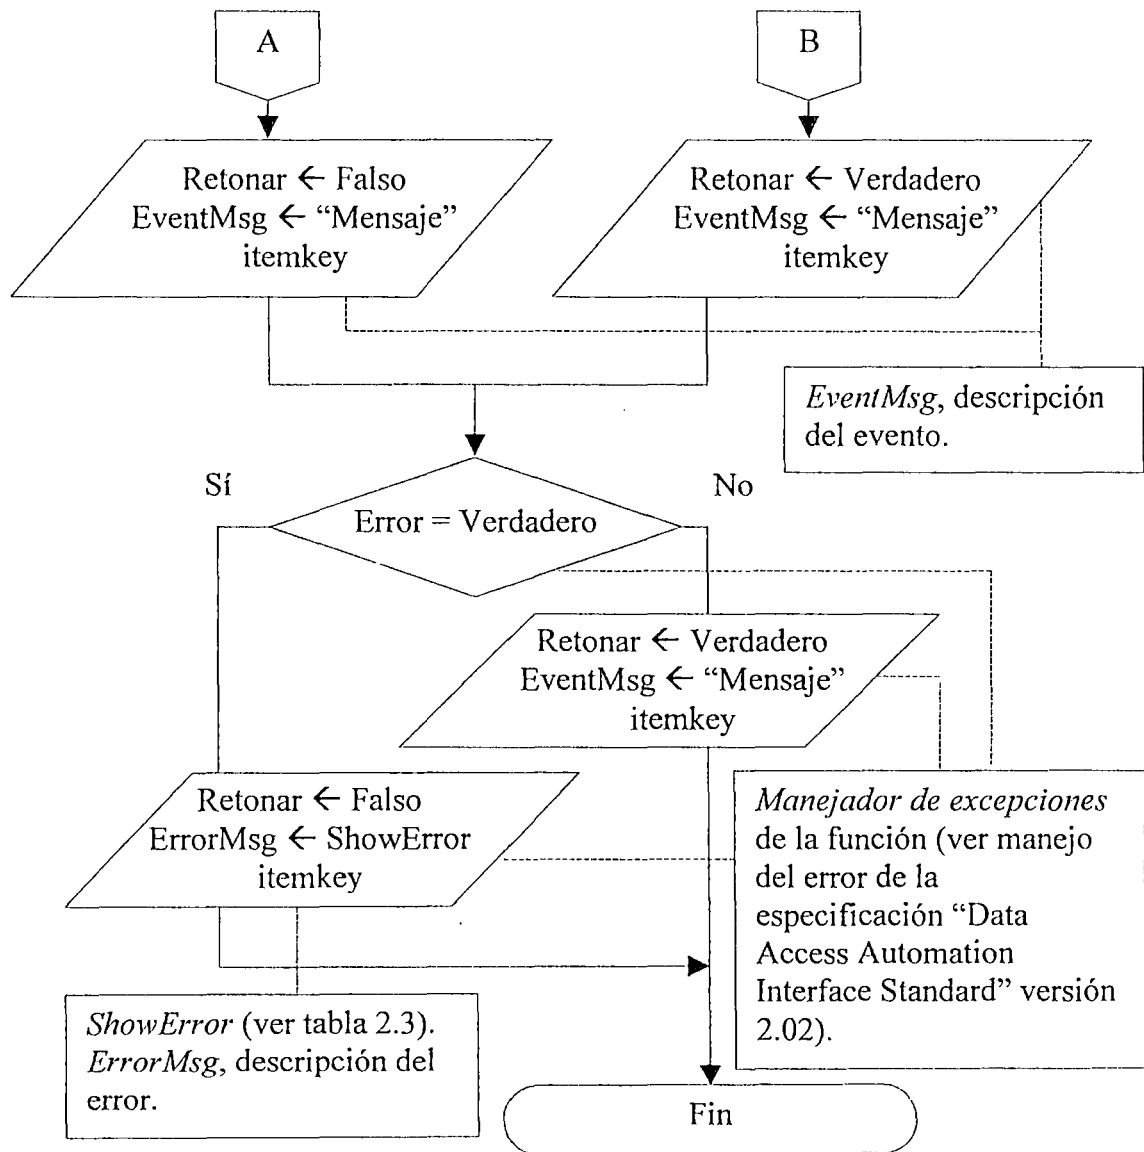 A
B
Retonar ← Falso
EventMsg ← “Mensaje”
itemkey
Retonar ← Verdadero
EventMsg ← “Mensaje”
itemkey
EventMsg, descripción
del evento.
Sí
No
Error = Verdadero
Retonar ← Verdadero
EventMsg ← “Mensaje”
itemkey
Retonar ← Falso
ErrorMsg ← ShowError
itemkey
Manejador de excepciones
de la función (ver manejo
del error de la
especificación “Data
Access Automation
Interface Standard” versión
2.02).
ShowError (ver tabla 2.3).
ErrorMsg, descripción del
error.
Fin